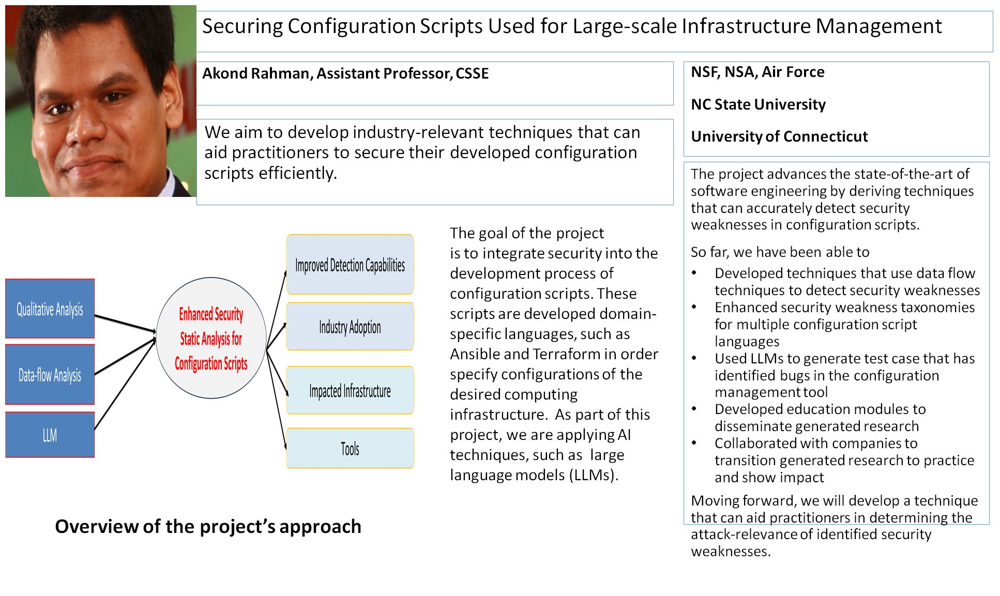 Securing Configuration Scripts Used for Large-scale Infrastructure Management
Akond Rahman, Assistant Professor, CSSE
We aim to develop industry-relevant techniques that can
aid practitioners to secure their developed configuration
scripts efficiently.
NSF, NSA, Air Force
NC State University
University of Connecticut
Qualitative Analysis
Data-flow Analysis
LLM
Enhanced Security
Static Analysis for
Configuration Scripts
Improved Detection Capabilities
Industry Adoption
Impacted Infrastructure
Tools
Overview of the project’s approach
The goal of the project
is to integrate security into the
development process of
configuration scripts. These
scripts are developed domain-
specific languages, such as
Ansible and Terraform in order
specify configurations of the
desired computing
infrastructure.  As part of this
project, we are applying AI
techniques, such as  large
language models (LLMs).
The project advances the state-of-the-art of
software engineering by deriving techniques
that can accurately detect security
weaknesses in configuration scripts.
So far, we have been able to
• Developed techniques that use data flow
techniques to detect security weaknesses
• Enhanced security weakness taxonomies
for multiple configuration script
languages
• Used LLMs to generate test case that has
identified bugs in the configuration
management tool
• Developed education modules to
disseminate generated research
• Collaborated with companies to
transition generated research to practice
and show impact
Moving forward, we will develop a technique
that can aid practitioners in determining the
attack-relevance of identified security
weaknesses.